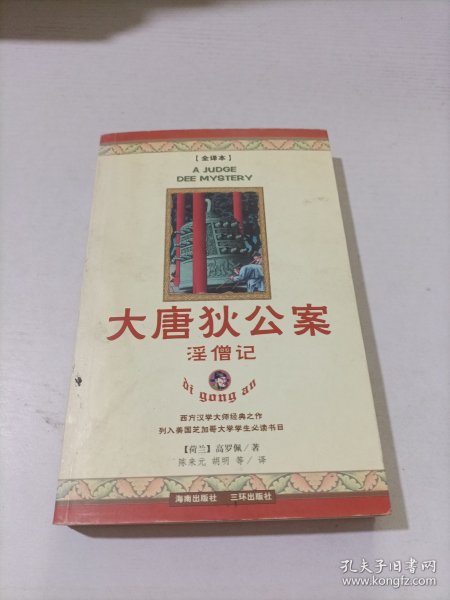 【全译本】
A JUDGE
DEE MYSTERY
大唐狄公案
淫僧记
di gong an
西方汉学大师经典之作
列入美国芝加哥大学学生必读书目
【荷兰】高罗佩/著
陈来元 胡明 等/译
海南出版社 三环出版社
孔夫子旧书网
www.kongfz.com